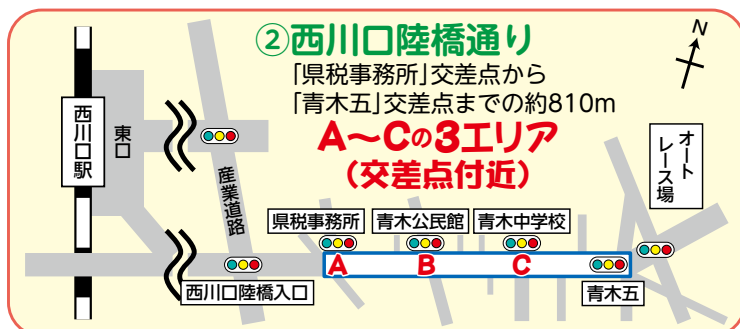 ②西川口陸橋通り
「県税事務所」交差点から
「青木五」交差点までの約810m
A～Cの3エリア
(交差点付近)
N
西川口駅
東口
産業道路
オート
レース場
県税事務所
青木公民館
青木中学校
A
B
C
西川口陸橋入口
青木五